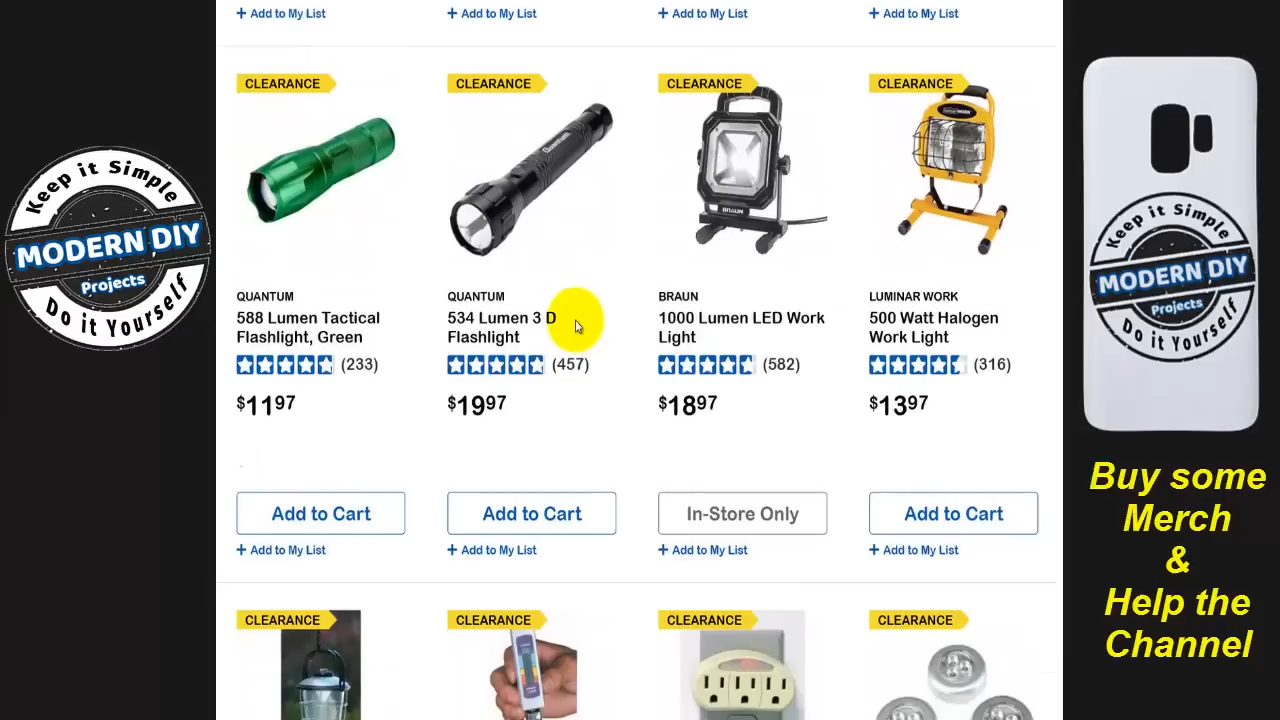 + Add to My List
+ Add to My List
+ Add to My List
+ Add to My List
CLEARANCE
CLEARANCE
CLEARANCE
CLEARANCE
QUANTUM
588 Lumen Tactical
Flashlight, Green
(233)
$11 97
Add to Cart
+ Add to My List
QUANTUM
534 Lumen 3 D
Flashlight
(457)
$19 97
Add to Cart
+ Add to My List
BRAUN
BRAUN
1000 Lumen LED Work
Light
(582)
$18 97
In-Store Only
+ Add to My List
LUMINAR WORK
500 Watt Halogen
Work Light
(316)
$13 97
Add to Cart
+ Add to My List
CLEARANCE
CLEARANCE
CLEARANCE
CLEARANCE
Keep it Simple
MODERN DIY
Projects
Do it Yourself
Keep it Simple
MODERN DIY
Projects
Do it Yourself
Buy some
Merch
&
Help the
Channel